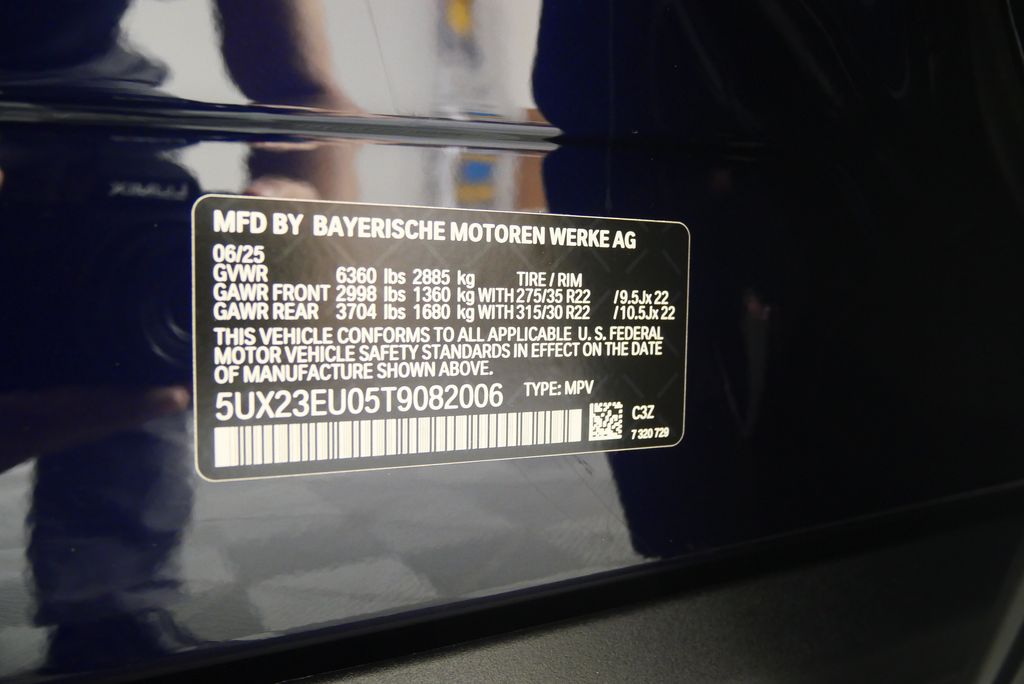 MFD BY BAYERISCHE MOTOREN WERKE AG
06/25
GVWR 6360 lbs 2885 kg TIRE / RIM
GAWR FRONT 2998 lbs 1360 kg WITH 275/35 R22 /9.5Jx22
GAWR REAR 3704 lbs 1680 kg WITH 315/30 R22 /10.5Jx22
THIS VEHICLE CONFORMS TO ALL APPLICABLE U.S. FEDERAL
MOTOR VEHICLE SAFETY STANDARDS IN EFFECT ON THE DATE
OF MANUFACTURE SHOWN ABOVE.
5UX23EU05T9082006 TYPE: MPV
C3Z
7 320 729